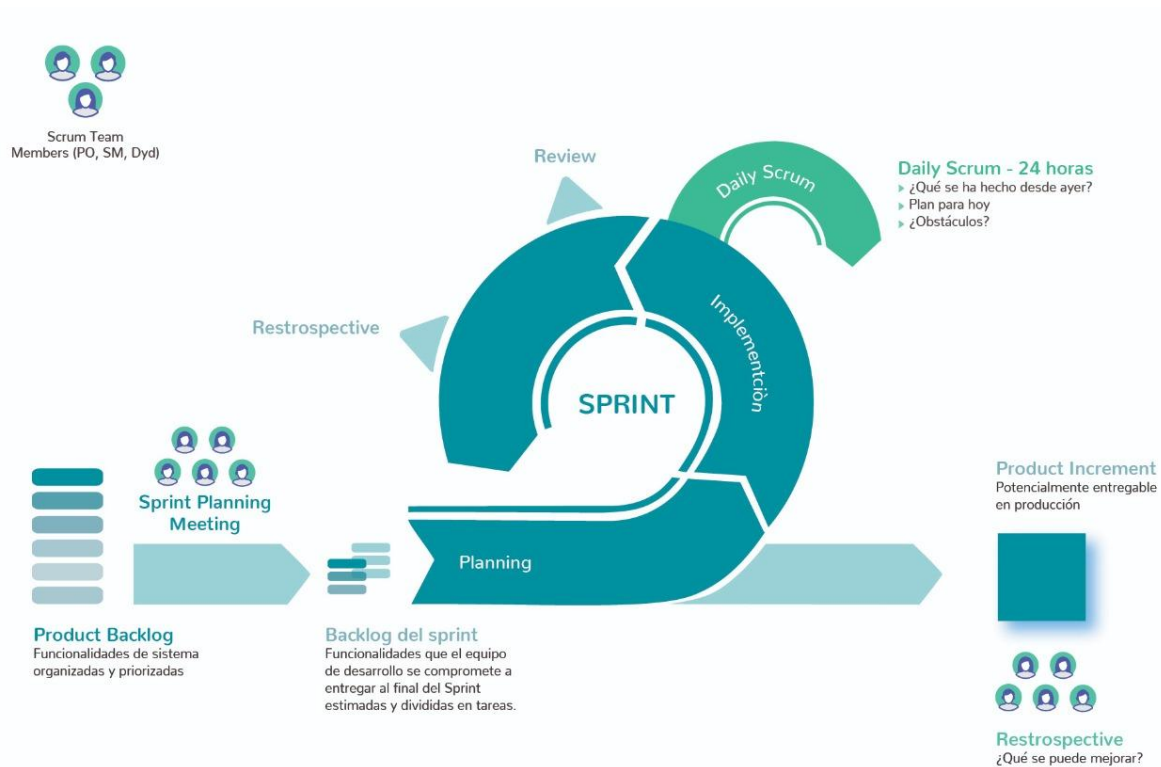 Scrum Team
Members (PO, SM, Dyd)
Review
Daily Scrum
Daily Scrum - 24 horas
¿Qué se ha hecho desde ayer?
Plan para hoy
¿Obstáculos?
Restrospective
Implementciòn
SPRINT
Sprint Planning
Meeting
Planning
Product Increment
Potencialmente entregable
en producción
Product Backlog
Funcionalidades de sistema
organizadas y priorizadas
Backlog del sprint
Funcionalidades que el equipo
de desarrollo se compromete a
entregar al final del Sprint
estimadas y divididas en tareas.
Restrospective
¿Qué se puede mejorar?